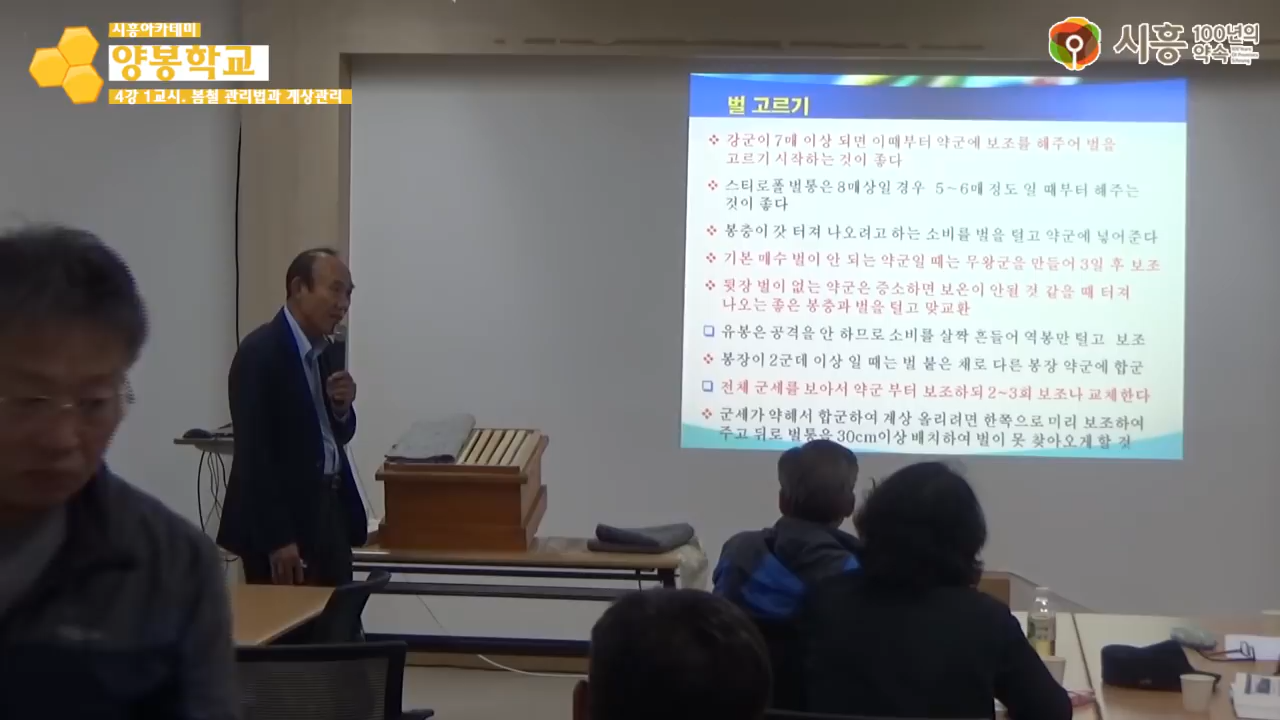 시흥아카데미
양봉학교
4강 1교시. 봄철 관리법과 계상관리
시흥 100년의
약속
벌 고르기
강군이 7매 이상 되면 이때부터 약군에 보조를 해주어 벌을
고르기 시작하는 것이 좋다
스티로폴 벌통은 8매상일 경우 5~6매 정도 일 때부터 해주는
것이 좋다
봉충이 갓 터져 나오려고 하는 소비를 벌을 털고 약군에 넣어준다
기본 매수 벌이 안 되는 약군일 때는 무왕군을 만들어 3일 후 보조
뒷장 벌이 없는 약군은 증소하면 보온이 안될 것 같을 때 터져
나오는 좋은 봉충과 벌을 털고 맞교환
유봉은 공격을 안 하므로 소비를 살짝 흔들어 역봉만 털고 보조
봉장이 2군데 이상 일 때는 벌 붙은 채로 다른 봉장 약군에 합군
전체 군세를 보아서 약군 부터 보조하되 2~3회 보조나 교체한다
군세가 약해서 합군하여 계상 올리려면 한쪽으로 미리 보조하여
주고 뒤로 벌통을 30cm이상 배치하여 벌이 못 찾아오게 할 것